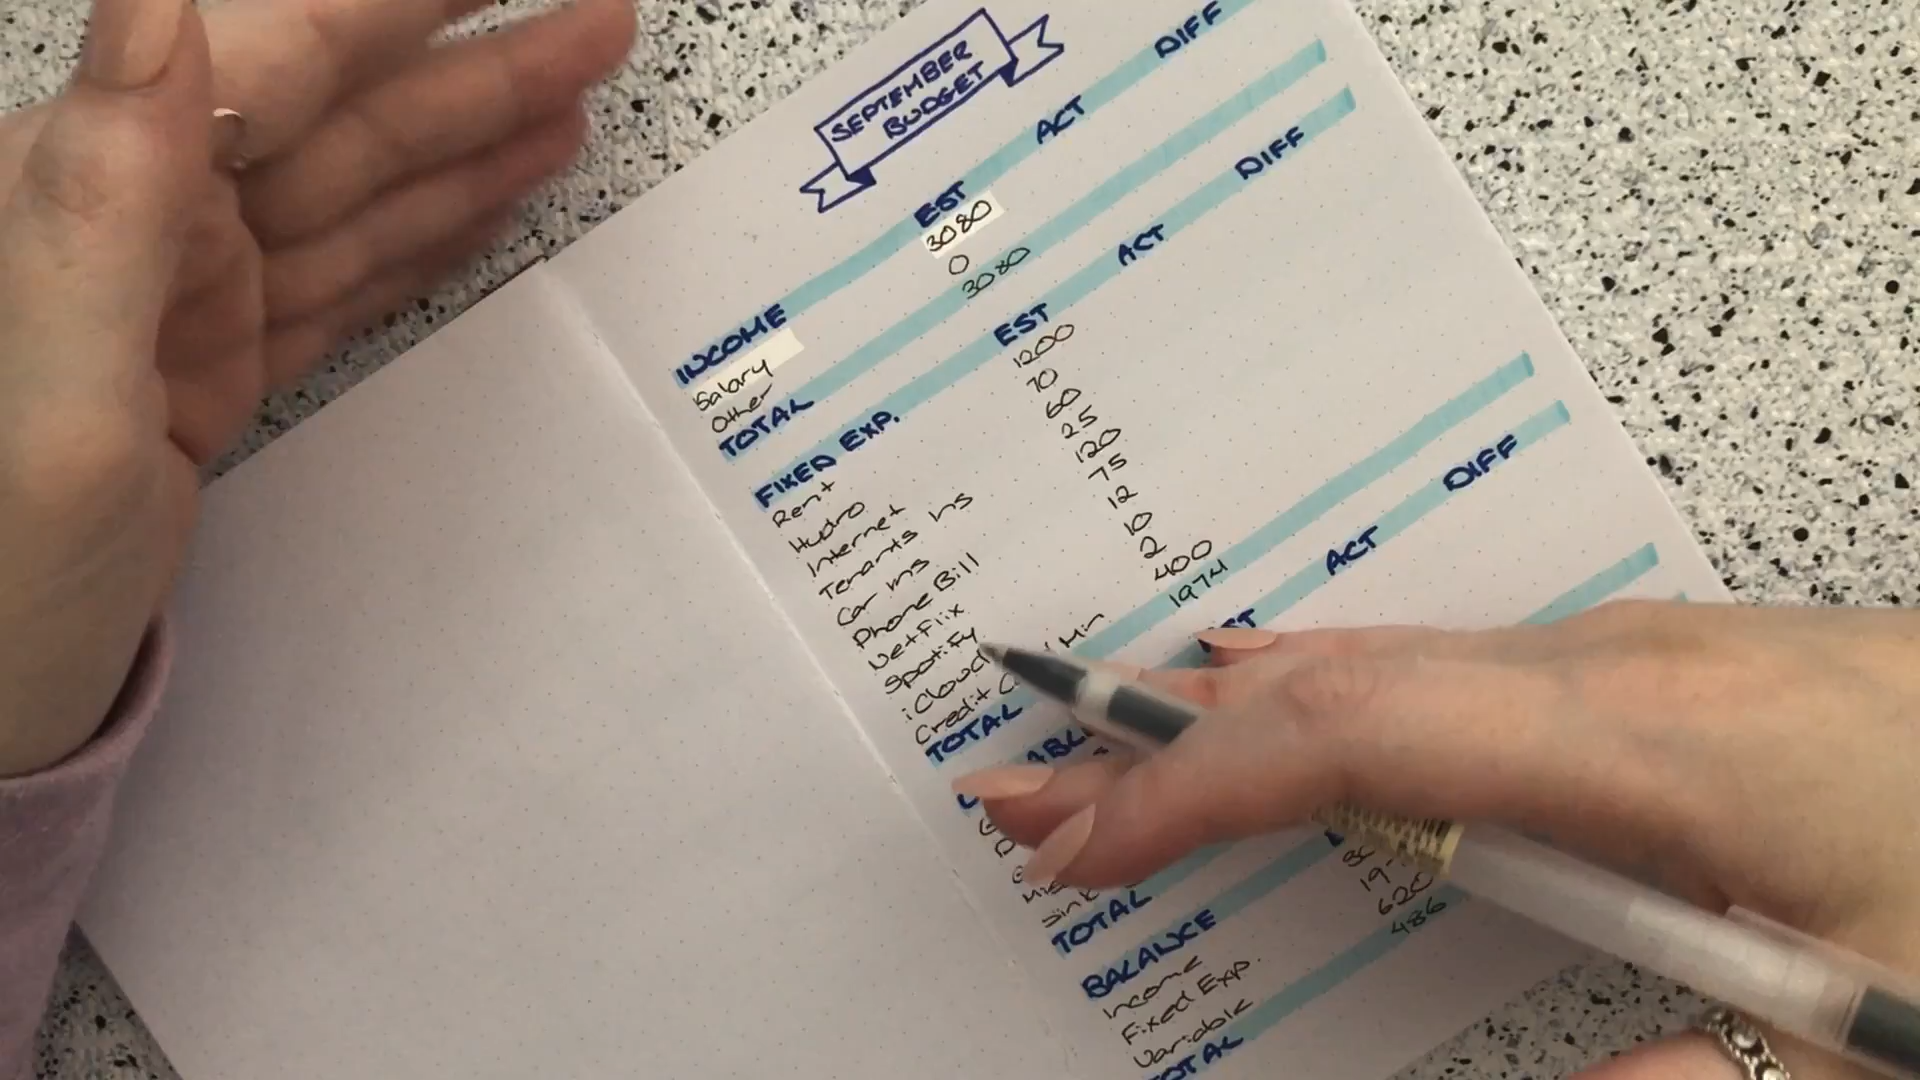 SEPTEMBER
BUDGET
INCOME EST ACT DIFF
Salary 3080
Other 0
TOTAL 3080
FIXED EXP. EST ACT DIFF
Rent 1200
Hydro 70
Internet 60
Tenants ins 25
Car ins 120
Phone Bill 75
Netflix 12
Spotify 10
iCloud 2
Credit Min 400
TOTAL 1974
ACT DIFF
TOTAL
BALANCE
Income
Fixed Exp.
Variable 620
TOTAL 486